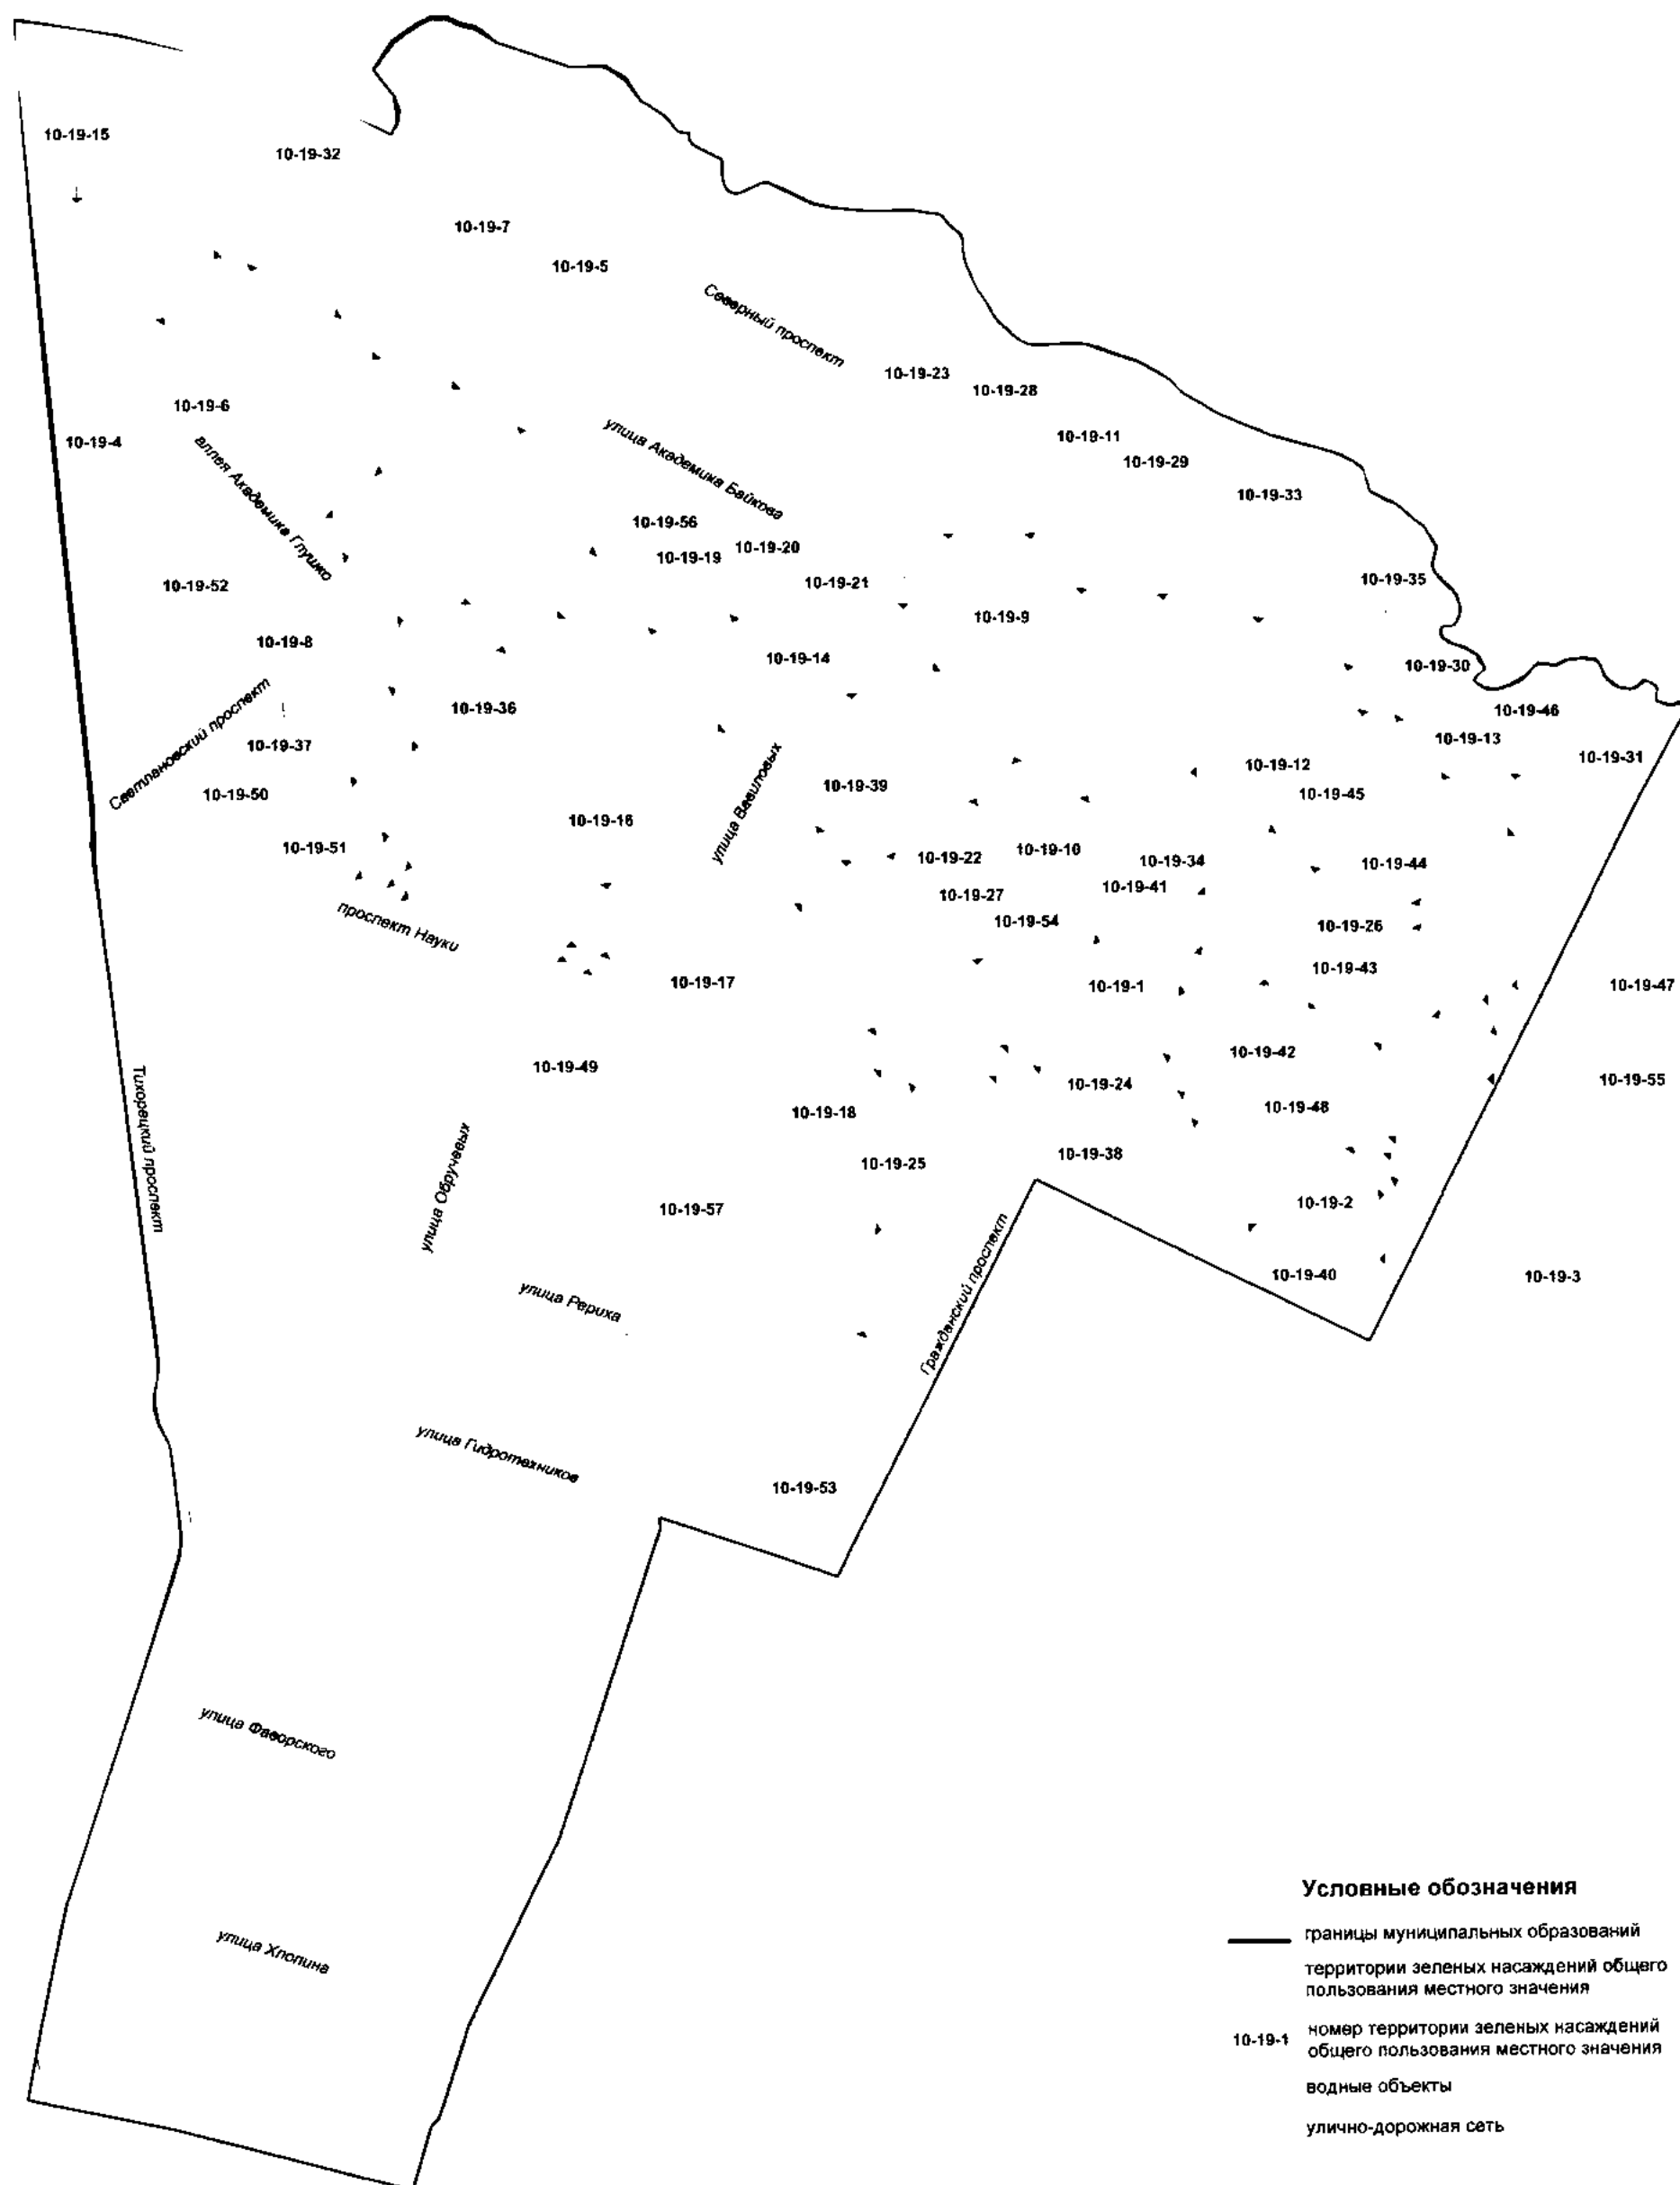 10-19-15
10-19-32
10-19-7
10-19-5
Северный проспект
10-19-23
10-19-28
10-19-6
10-19-4
аллея Академика Глушко
улица Академика Байкова
10-19-11
10-19-29
10-19-33
10-19-56
10-19-20
10-19-19
10-19-21
10-19-35
10-19-52
10-19-9
10-19-8
10-19-14
10-19-30
Светлановский проспект
10-19-36
10-19-46
10-19-37
10-19-13
10-19-31
10-19-12
улица Вавиловых
10-19-39
10-19-50
10-19-45
10-19-16
10-19-51
10-19-22
10-19-10
10-19-34
10-19-44
10-19-41
10-19-27
проспект Науки
10-19-54
10-19-26
10-19-43
10-19-17
10-19-1
10-19-47
10-19-42
10-19-49
Тихорецкий проспект
10-19-24
10-19-55
10-19-18
10-19-48
10-19-38
10-19-25
улица Обручевых
10-19-57
10-19-2
Гражданский проспект
10-19-40
10-19-3
улица Рериха
улица Гидротехников
10-19-53
улица Фаворского
улица Хлопина
Условные обозначения
границы муниципальных образований
территории зеленых насаждений общего
пользования местного значения
10-19-1
номер территории зеленых насаждений
общего пользования местного значения
водные объекты
улично-дорожная сеть